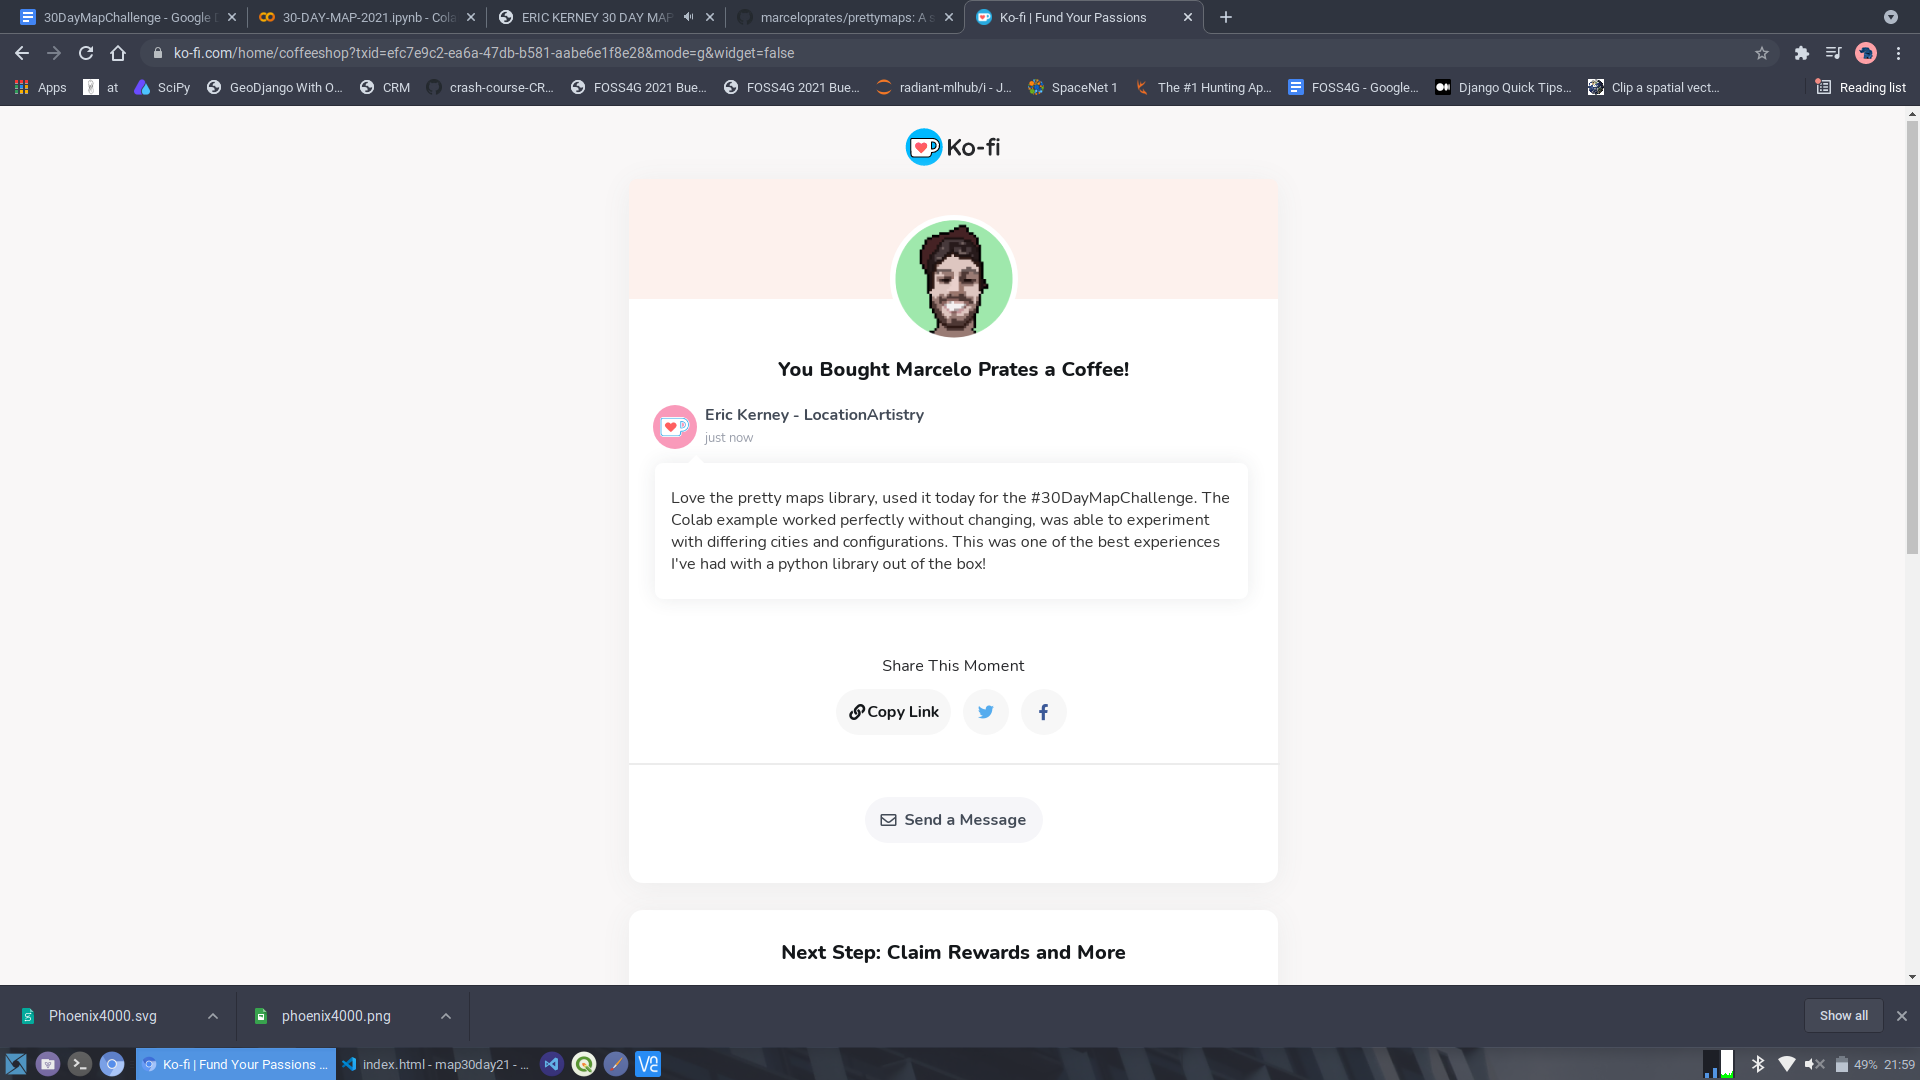 30DayMapChallenge - Google
30-DAY-MAP-2021.ipynb - Cola
ERIC KERNEY 30 DAY MAP
marceloprates/prettymaps: A s
Ko-fi | Fund Your Passions
ko-fi.com/home/coffeeshop?txid=efc7e9c2-ea6a-47db-b581-aabe6e1f8e28&mode=g&widget=false
Apps
at
SciPy
GeoDjango With O...
CRM
crash-course-CR...
FOSS4G 2021 Bue...
FOSS4G 2021 Bue...
radiant-mlhub/i - J...
SpaceNet 1
The #1 Hunting Ap...
FOSS4G - Google...
Django Quick Tips...
Clip a spatial vect...
Reading list
Ko-fi
You Bought Marcelo Prates a Coffee!
Eric Kerney - LocationArtistry
just now
Love the pretty maps library, used it today for the #30DayMapChallenge. The
Colab example worked perfectly without changing, was able to experiment
with differing cities and configurations. This was one of the best experiences
I've had with a python library out of the box!
Share This Moment
Copy Link
Send a Message
Next Step: Claim Rewards and More
Phoenix4000.svg
phoenix4000.png
Show all
Ko-fi | Fund Your Passions ...
index.html - map30day21 - ...
49%
21:59